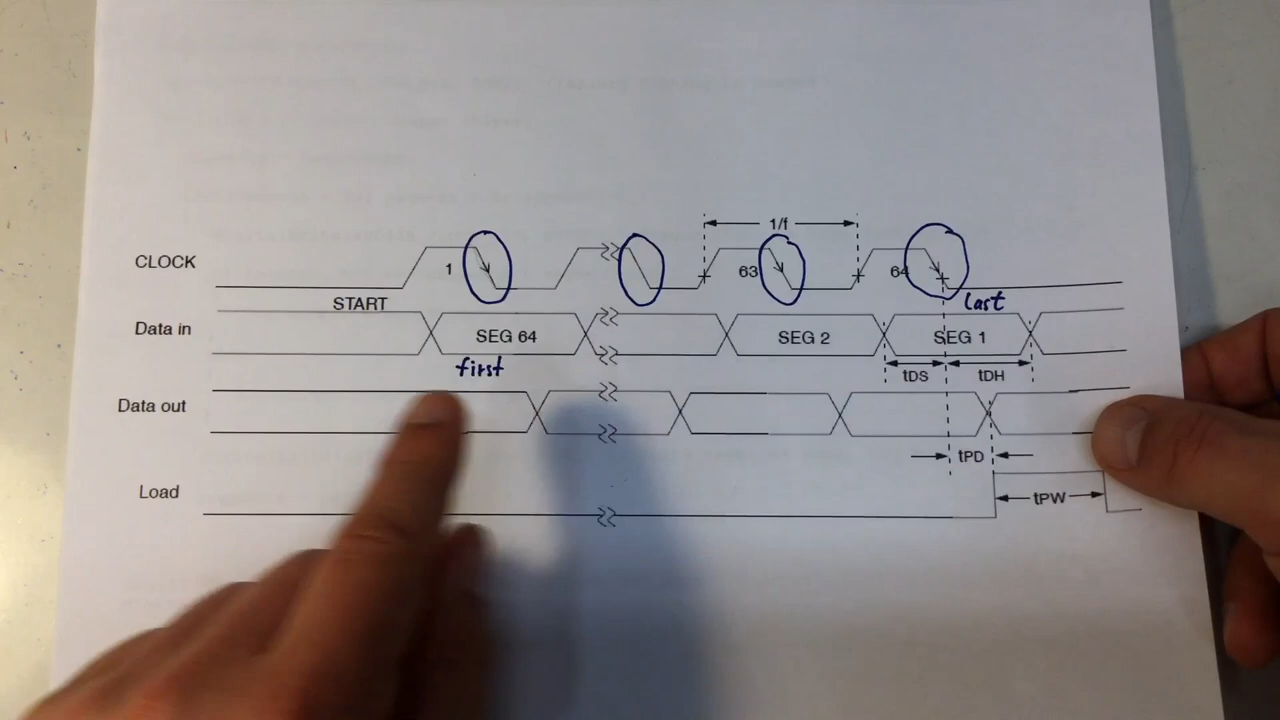 1/f
CLOCK 1 63 64
START last
Data in SEG 64 SEG 2 SEG 1
first tDS tDH
Data out
tPD
Load tPW